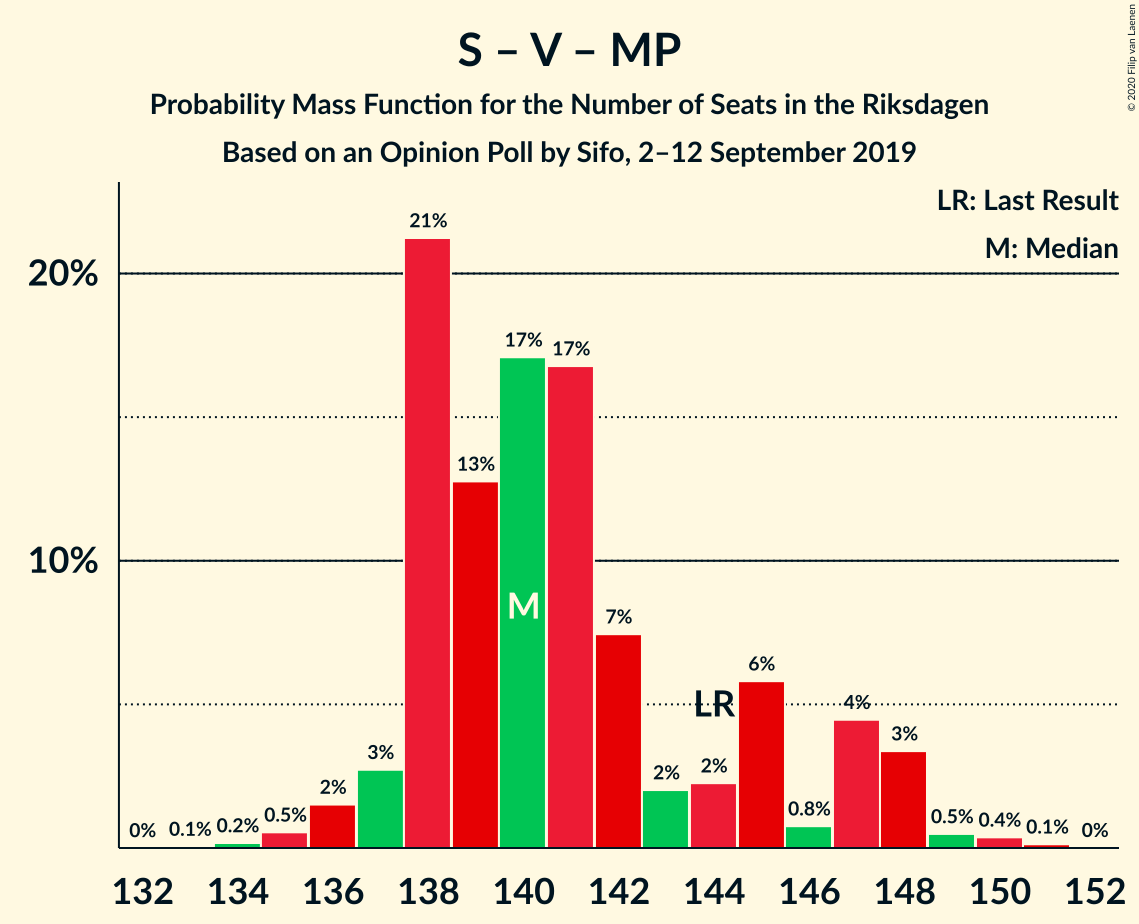 S – V – MP
Probability Mass Function for the Number of Seats in the Riksdagen
Based on an Opinion Poll by Sifo, 2–12 September 2019
© 2020 Filip van Laenen
LR: Last Result
M: Median
20%
10%
0%
0.1%
0.2%
0.5%
2%
3%
21%
13%
17%
17%
7%
2%
2%
6%
0.8%
4%
3%
0.5%
0.4%
0.1%
0%
M
LR
132 134 136 138 140 142 144 146 148 150 152